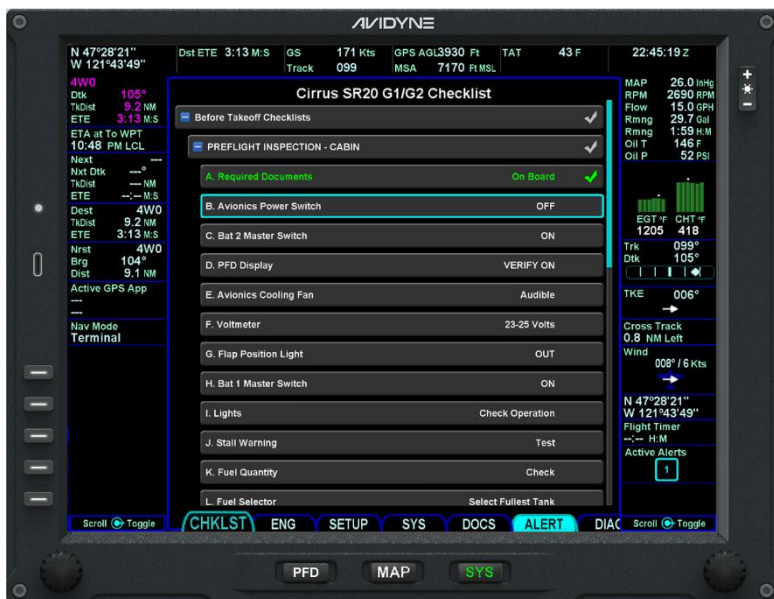 AVIDYNE
N 47°28'21"
W 121°43'49"
Dst ETE 3:13 M:S
GS 171 Kts
Track 099
GPS AGL 3930 Ft
MSA 7170 Ft MSL
TAT 43 F
22:45:19 Z
4W0
Dtk 105°
TkDist 9.2 NM
ETE 3:13 M:S
ETA at To WPT
10:48 PM LCL
Next ---
Nxt Dtk ---°
TkDist --- NM
ETE --:-- M:S
Dest 4W0
TkDist 9.2 NM
ETE 3:13 M:S
Nrst 4W0
Brg 104°
Dist 9.1 NM
Active GPS App
---
---
Nav Mode
Terminal
Scroll Toggle
Cirrus SR20 G1/G2 Checklist
Before Takeoff Checklists
PREFLIGHT INSPECTION - CABIN
A. Required Documents On Board
B. Avionics Power Switch OFF
C. Bat 2 Master Switch ON
D. PFD Display VERIFY ON
E. Avionics Cooling Fan Audible
F. Voltmeter 23-25 Volts
G. Flap Position Light OUT
H. Bat 1 Master Switch ON
I. Lights Check Operation
J. Stall Warning Test
K. Fuel Quantity Check
L. Fuel Selector Select Fullest Tank
CHKLST ENG SETUP SYS DOCS ALERT DIAG
MAP 26.0 InHg
RPM 2690 RPM
Flow 15.0 GPH
Rmng 29.7 Gal
Rmng 1:59 H:M
Oil T 146 F
Oil P 52 PSI
EGT °F CHT °F
1205 418
Trk 099°
Dtk 105°
TKE 006°
Cross Track
0.8 NM Left
Wind
008° / 6 Kts
N 47°28'21"
W 121°43'49"
Flight Timer
--:-- H:M
Active Alerts
1
Scroll Toggle
+
-
PFD MAP SYS